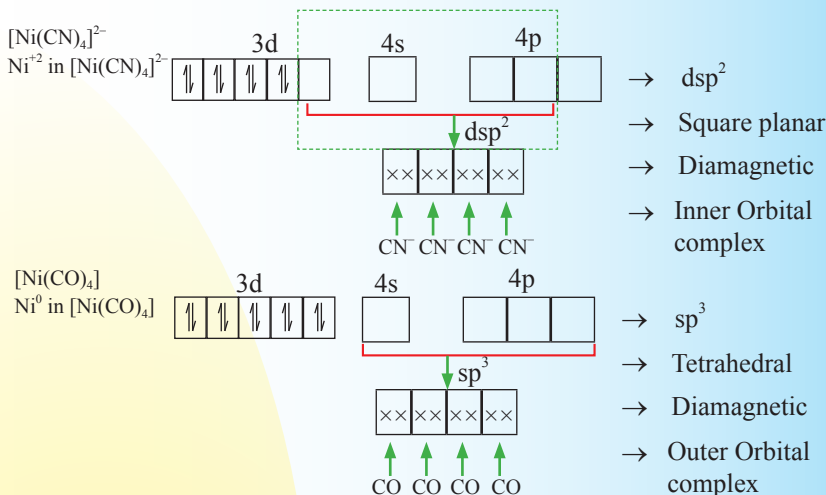 [Ni(CN)₄]²⁻
Ni⁺² in [Ni(CN)₄]²⁻
3d 4s 4p
⥮ ⥮ ⥮ ⥮
→ dsp²
dsp²
→ Square planar
×× ×× ×× ××
→ Diamagnetic
CN⁻ CN⁻ CN⁻ CN⁻
→ Inner Orbital
complex
[Ni(CO)₄]
Ni⁰ in [Ni(CO)₄]
3d 4s 4p
⥮ ⥮ ⥮ ⥮ ⥮
→ sp³
sp³
→ Tetrahedral
×× ×× ×× ××
→ Diamagnetic
CO CO CO CO
→ Outer Orbital
complex